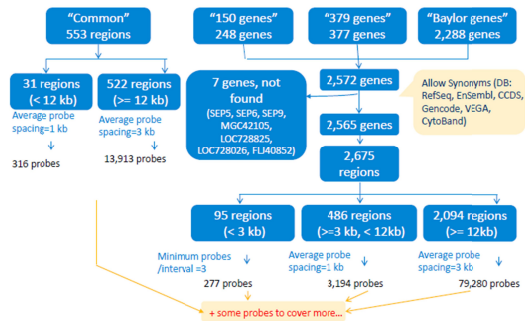 "Common"
553 regions
"150 genes"
248 genes
"379 genes"
377 genes
"Baylor genes"
2,288 genes
31 regions
(< 12 kb)
522 regions
(>= 12 kb)
7 genes, not
found
(SEP5, SEP6, SEP9,
MGC42105,
LOC728825,
LOC728026, FLJ40852)
2,572 genes
Allow Synonyms (DB:
RefSeq, EnSembl, CCDS,
Gencode, VEGA,
CytoBand)
Average probe
spacing=1 kb
Average probe
spacing=3 kb
2,565 genes
316 probes
13,913 probes
2,675
regions
95 regions
(< 3 kb)
486 regions
(>=3 kb, < 12kb)
2,094 regions
(>= 12kb)
Minimum probes
/interval =3
Average probe
spacing=1 kb
Average probe
spacing=3 kb
277 probes
3,194 probes
79,280 probes
+ some probes to cover more...